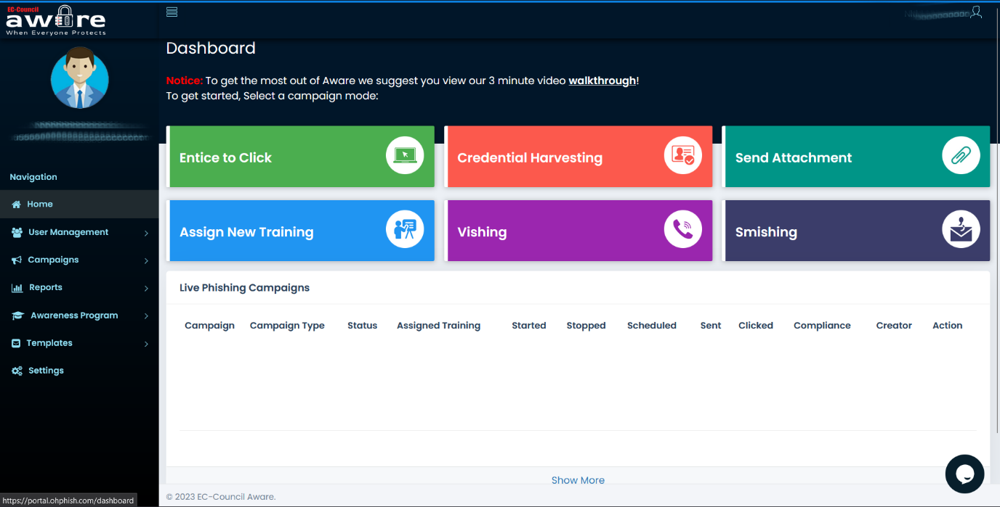 EC-Council
aware
When Everyone Protects
Dashboard
Notice: To get the most out of Aware we suggest you view our 3 minute video walkthrough!
To get started, Select a campaign mode:
Entice to Click
Credential Harvesting
Send Attachment
Assign New Training
Vishing
Smishing
Navigation
Home
User Management
Campaigns
Reports
Awareness Program
Templates
Settings
Live Phishing Campaigns
Campaign Campaign Type Status Assigned Training Started Stopped Scheduled Sent Clicked Compliance Creator Action
Show More
© 2023 EC-Council Aware.
https://portal.ohphish.com/dashboard